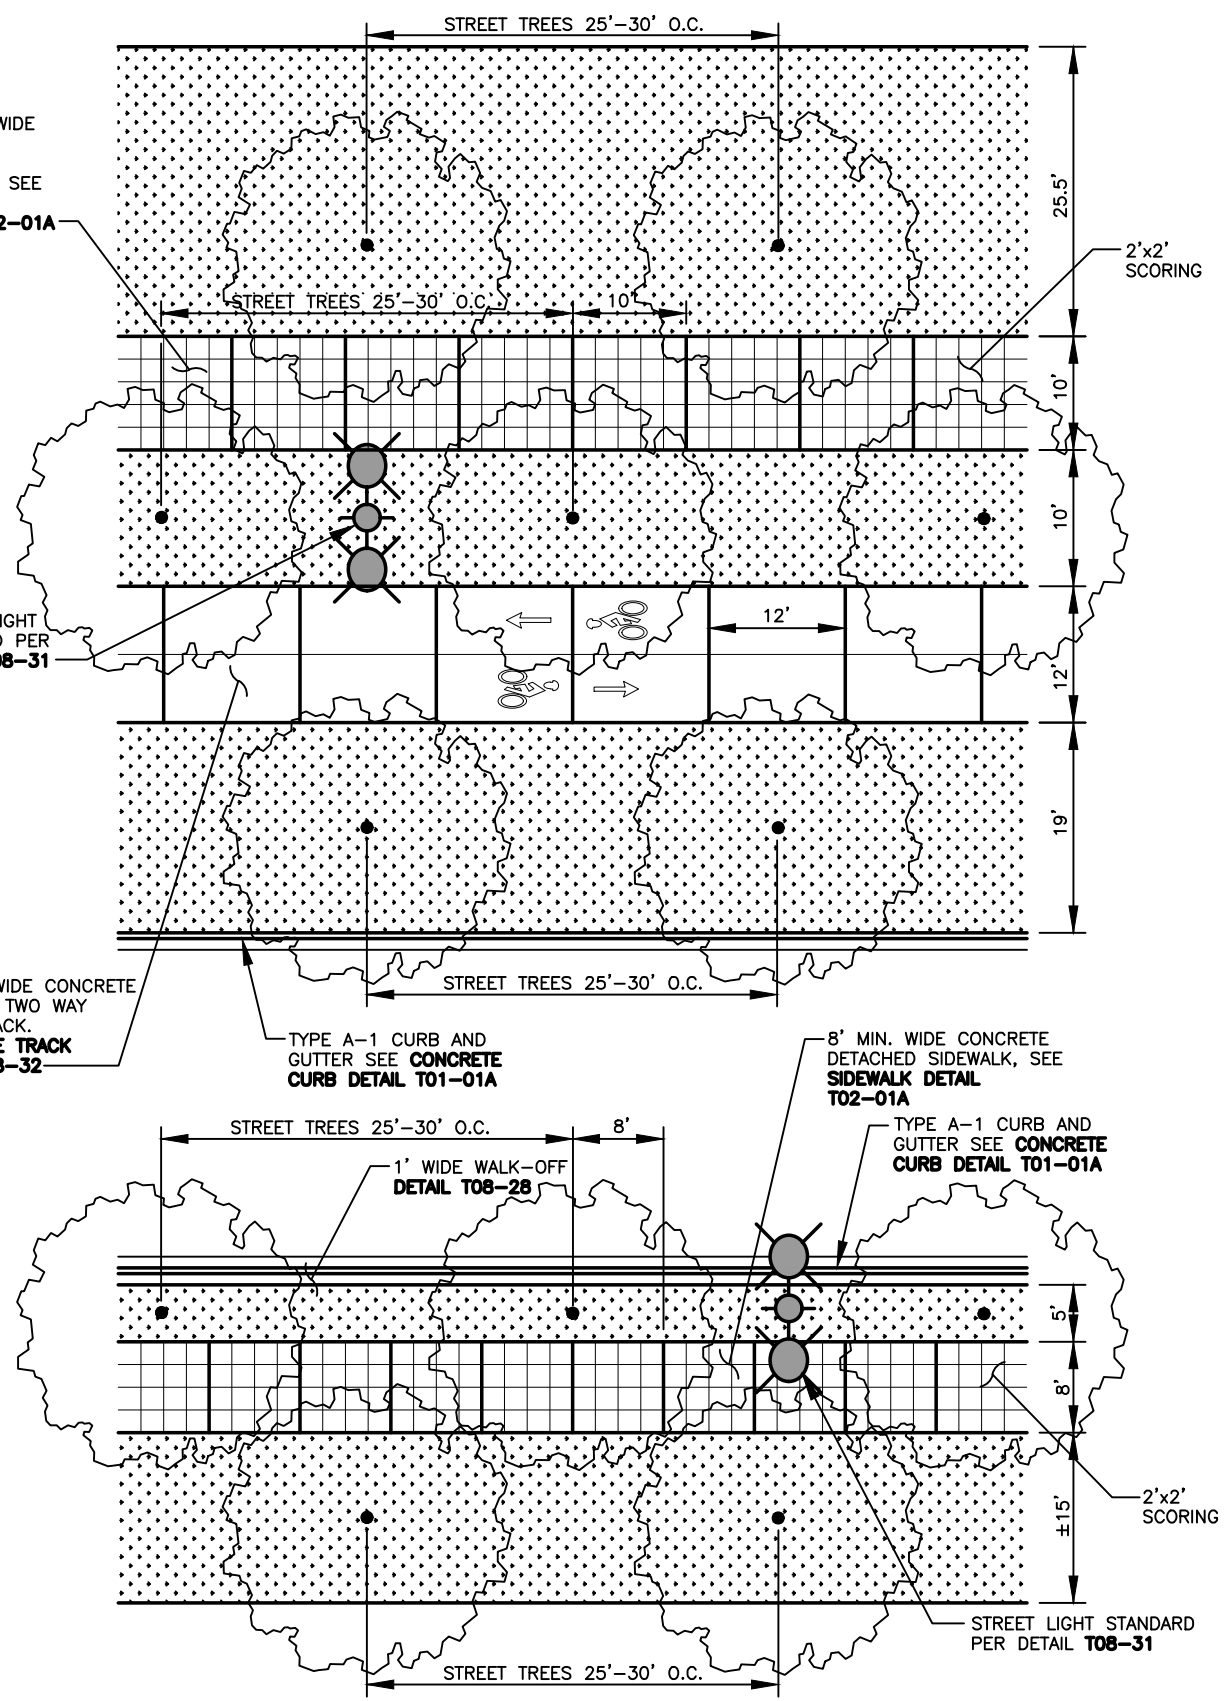 STREET TREES 25'-30' O.C.
WIDE
SEE
2-01A
25.5'
2'x2'
SCORING
STREET TREES 25'-30' O.C.
10'
10'
10'
IGHT
PER
08-31
12'
12'
19'
WIDE CONCRETE
TWO WAY
ACK.
E TRACK
8-32
STREET TREES 25'-30' O.C.
TYPE A-1 CURB AND
GUTTER SEE CONCRETE
CURB DETAIL T01-01A
8' MIN. WIDE CONCRETE
DETACHED SIDEWALK, SEE
SIDEWALK DETAIL
T02-01A
TYPE A-1 CURB AND
GUTTER SEE CONCRETE
CURB DETAIL T01-01A
STREET TREES 25'-30' O.C.
8'
1' WIDE WALK-OFF
DETAIL T08-28
5'
8'
±15'
2'x2'
SCORING
STREET LIGHT STANDARD
PER DETAIL T08-31
STREET TREES 25'-30' O.C.